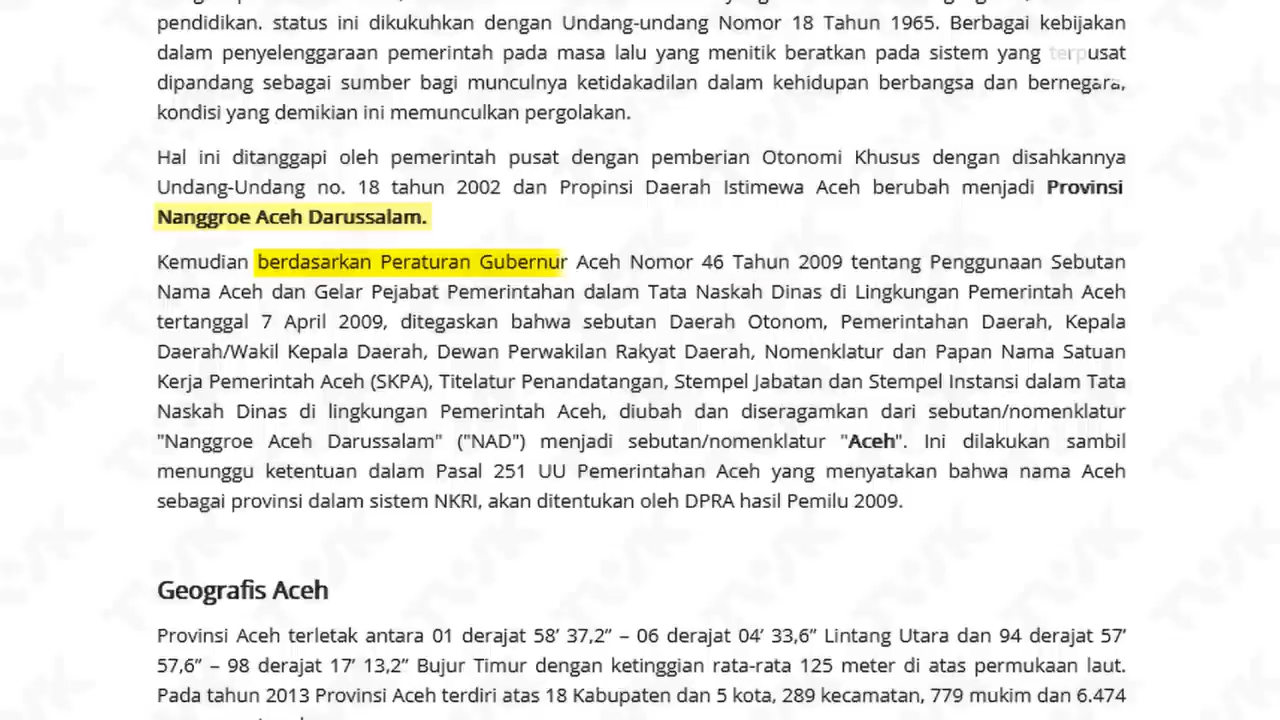 pendidikan. status ini dikukuhkan dengan Undang-undang Nomor 18 Tahun 1965. Berbagai kebijakan
dalam penyelenggaraan pemerintah pada masa lalu yang menitik beratkan pada sistem yang terpusat
dipandang sebagai sumber bagi munculnya ketidakadilan dalam kehidupan berbangsa dan bernegara,
kondisi yang demikian ini memunculkan pergolakan.
Hal ini ditanggapi oleh pemerintah pusat dengan pemberian Otonomi Khusus dengan disahkannya
Undang-Undang no. 18 tahun 2002 dan Propinsi Daerah Istimewa Aceh berubah menjadi Provinsi
Nanggroe Aceh Darussalam.
Kemudian berdasarkan Peraturan Gubernur Aceh Nomor 46 Tahun 2009 tentang Penggunaan Sebutan
Nama Aceh dan Gelar Pejabat Pemerintahan dalam Tata Naskah Dinas di Lingkungan Pemerintah Aceh
tertanggal 7 April 2009, ditegaskan bahwa sebutan Daerah Otonom, Pemerintahan Daerah, Kepala
Daerah/Wakil Kepala Daerah, Dewan Perwakilan Rakyat Daerah, Nomenklatur dan Papan Nama Satuan
Kerja Pemerintah Aceh (SKPA), Titelatur Penandatangan, Stempel Jabatan dan Stempel Instansi dalam Tata
Naskah Dinas di lingkungan Pemerintah Aceh, diubah dan diseragamkan dari sebutan/nomenklatur
"Nanggroe Aceh Darussalam" ("NAD") menjadi sebutan/nomenklatur "Aceh". Ini dilakukan sambil
menunggu ketentuan dalam Pasal 251 UU Pemerintahan Aceh yang menyatakan bahwa nama Aceh
sebagai provinsi dalam sistem NKRI, akan ditentukan oleh DPRA hasil Pemilu 2009.
Geografis Aceh
Provinsi Aceh terletak antara 01 derajat 58’ 37,2” – 06 derajat 04’ 33,6” Lintang Utara dan 94 derajat 57’
57,6” – 98 derajat 17’ 13,2” Bujur Timur dengan ketinggian rata-rata 125 meter di atas permukaan laut.
Pada tahun 2013 Provinsi Aceh terdiri atas 18 Kabupaten dan 5 kota, 289 kecamatan, 779 mukim dan 6.474